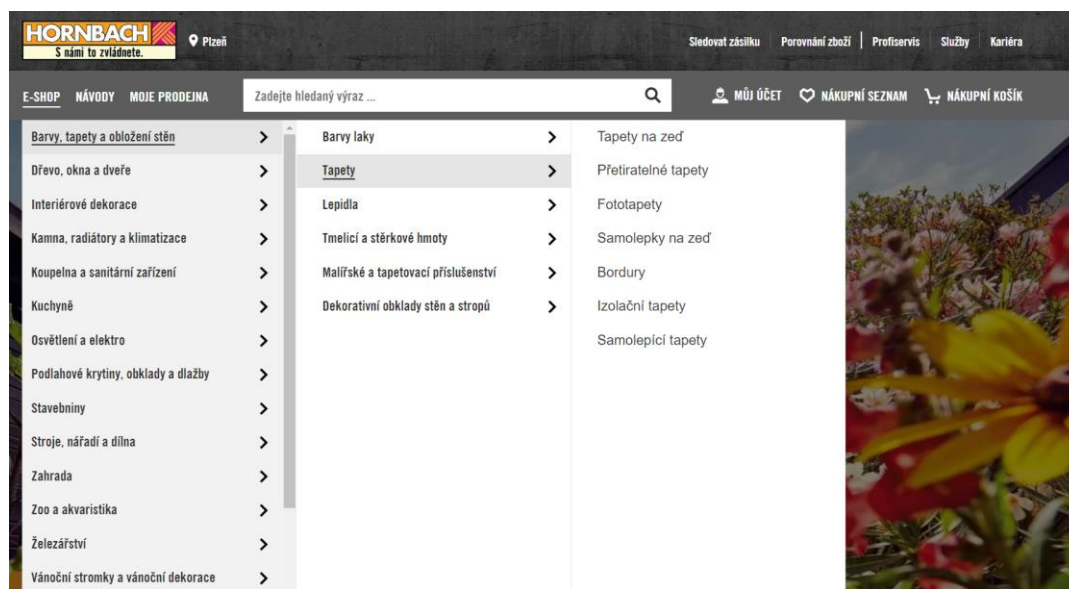 HORNBACH
S námi to zvládnete.
Plzeň
Sledovat zásilku
Porovnání zboží
Profiservis
Služby
Kariéra
E-SHOP
NÁVODY
MOJE PRODEJNA
Zadejte hledaný výraz ...
MŮJ ÚČET
NÁKUPNÍ SEZNAM
NÁKUPNÍ KOŠÍK
Barvy, tapety a obložení stěn
Dřevo, okna a dveře
Interiérové dekorace
Kamna, radiátory a klimatizace
Koupelna a sanitární zařízení
Kuchyně
Osvětlení a elektro
Podlahové krytiny, obklady a dlažby
Stavebniny
Stroje, nářadí a dílna
Zahrada
Zoo a akvaristika
Železářství
Vánoční stromky a vánoční dekorace
Barvy laky
Tapety
Lepidla
Tmelicí a stěrkové hmoty
Malířské a tapetovací příslušenství
Dekorativní obklady stěn a stropů
Tapety na zeď
Přetiratelné tapety
Fototapety
Samolepky na zeď
Bordury
Izolační tapety
Samolepící tapety